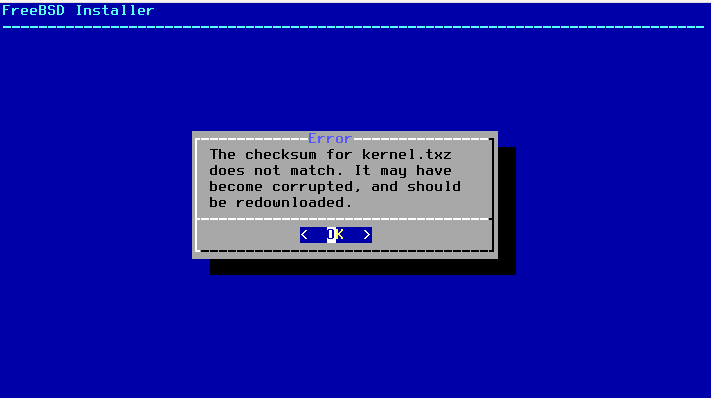 FreeBSD Installer
Error
The checksum for kernel.txz
does not match. It may have
become corrupted, and should
be redownloaded.
< OK >